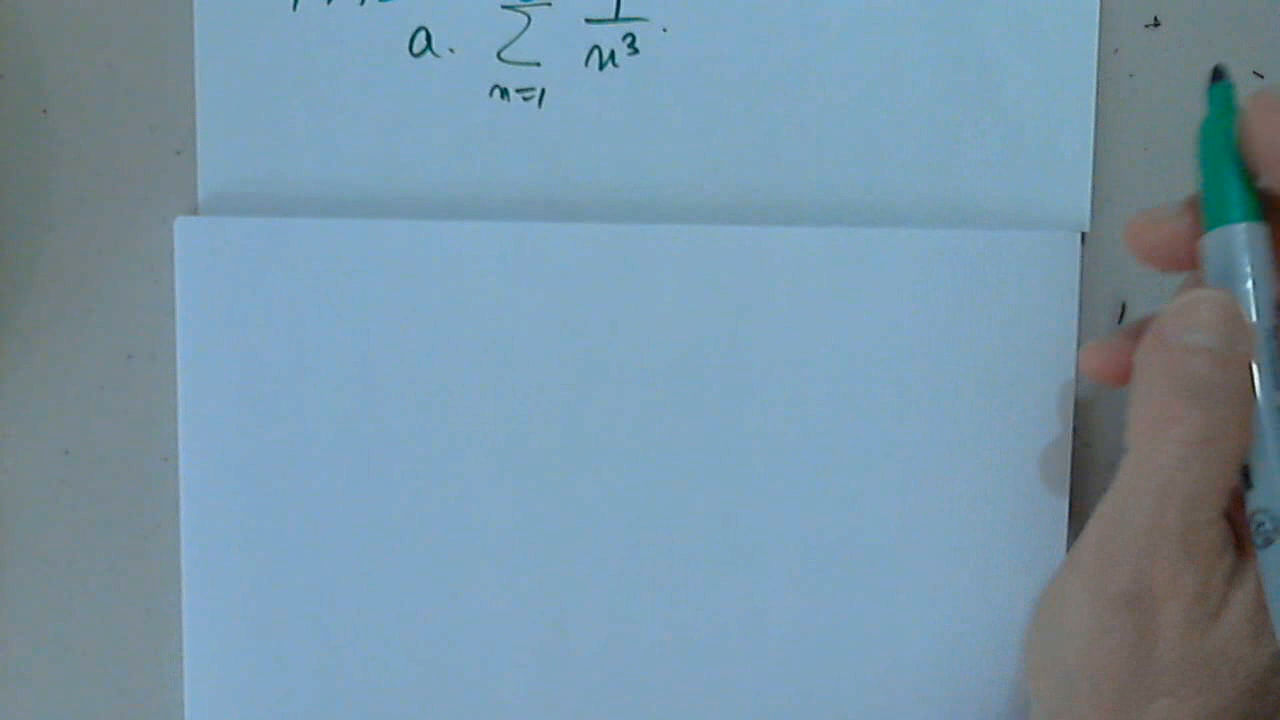 a. ∑ 1/n³.
n=1